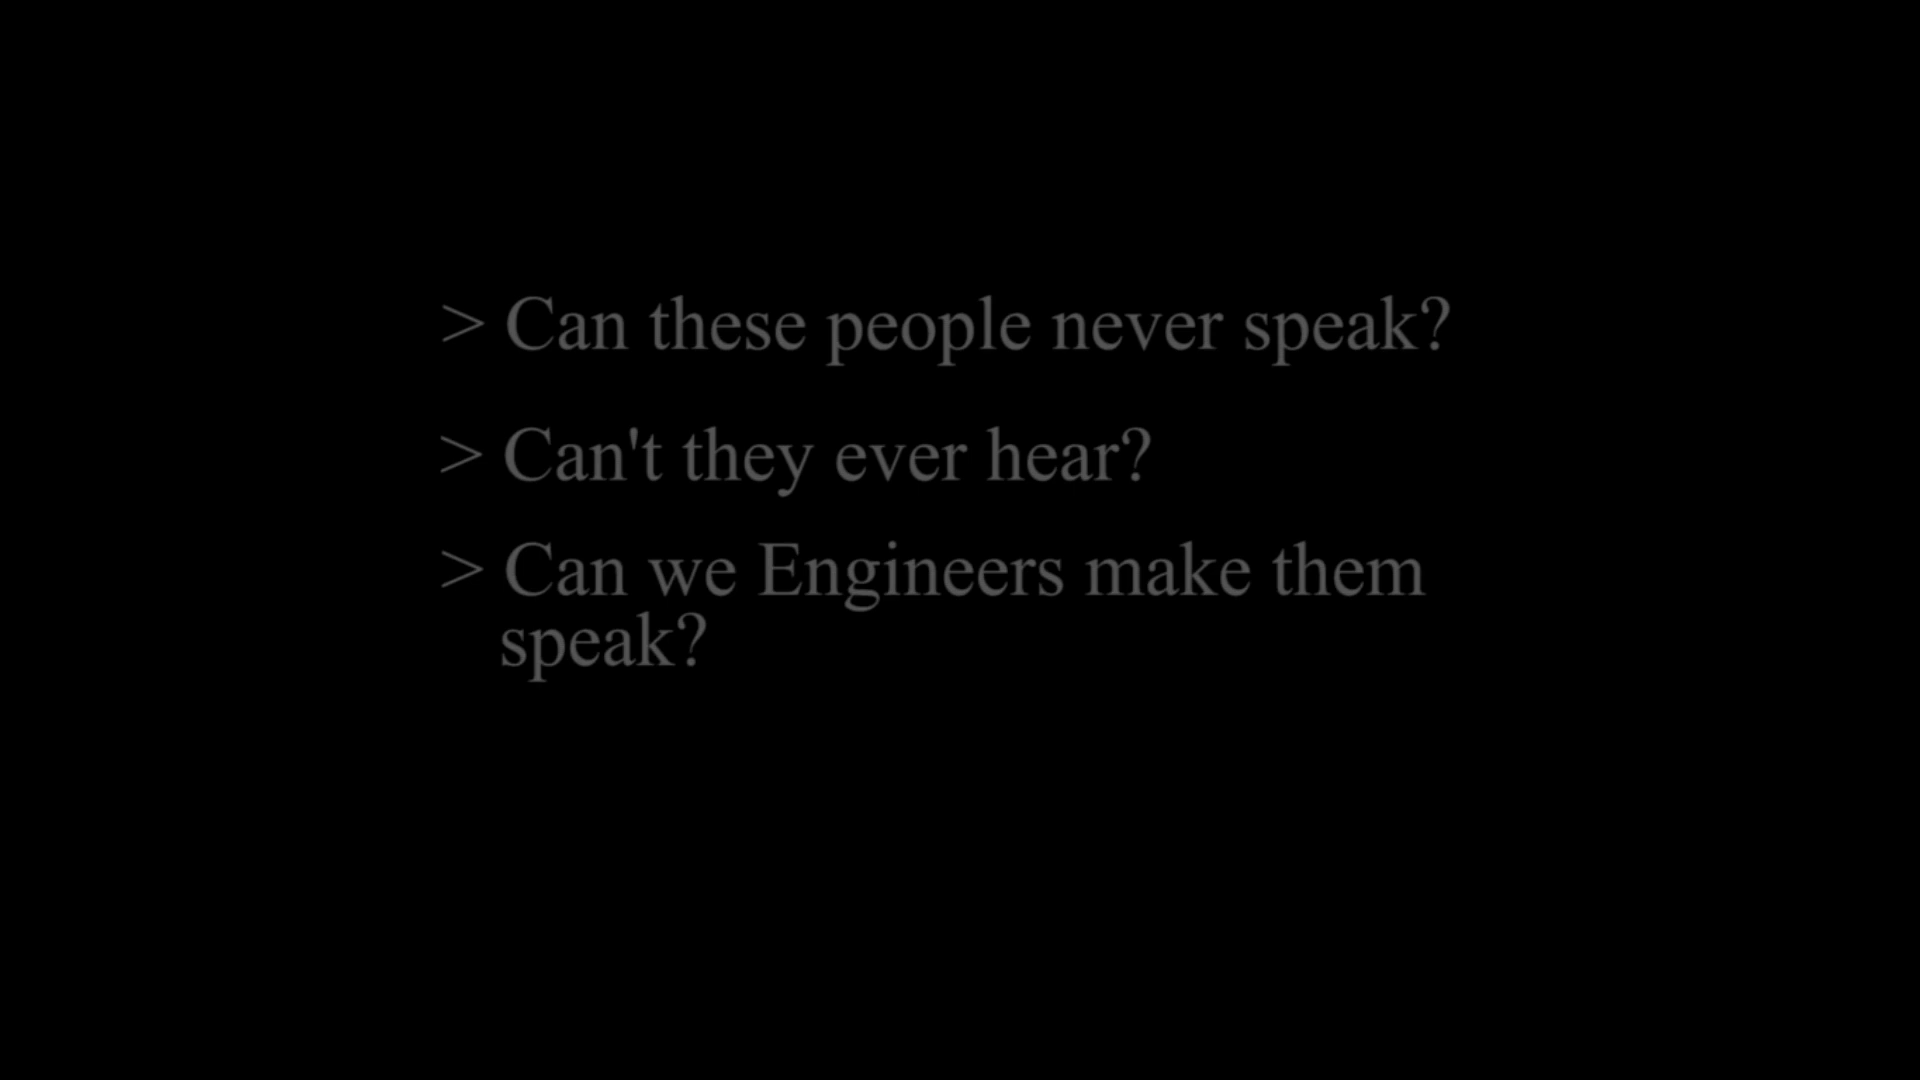 > Can these people never speak?
> Can't they ever hear?
> Can we Engineers make them
speak?